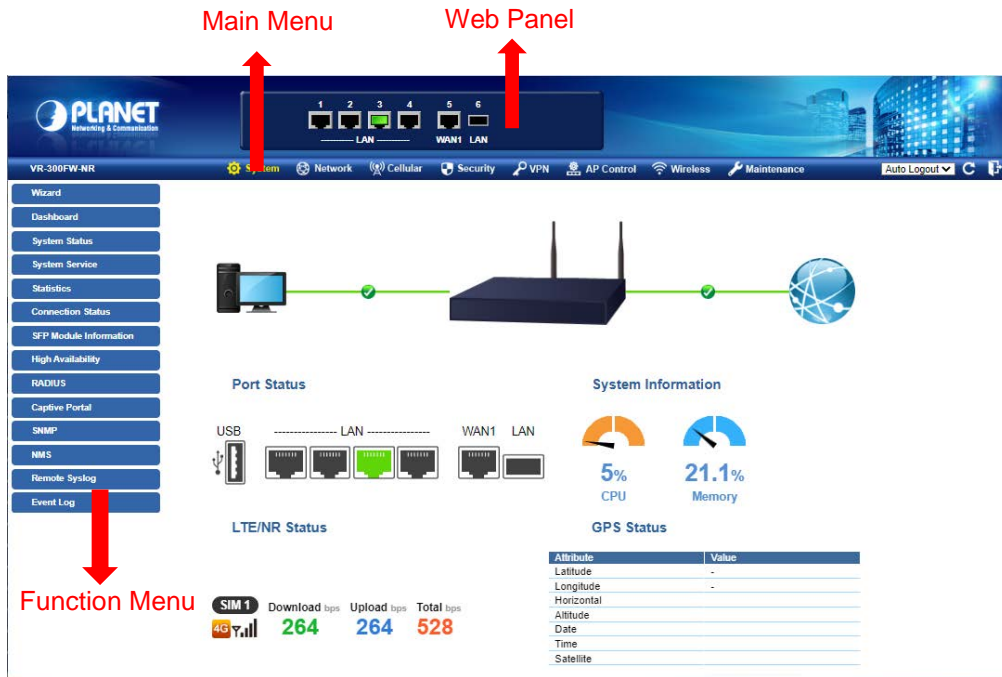 Main Menu
Web Panel
PLANET
Networking & Communication
1 2 3 4 5 6
LAN WAN1 LAN
VR-300FW-NR
System Network Cellular Security VPN AP Control Wireless Maintenance
Auto Logout
Wizard
Dashboard
System Status
System Service
Statistics
Connection Status
SFP Module Information
High Availability
RADIUS
Captive Portal
SNMP
NMS
Remote Syslog
Event Log
Function Menu
Port Status
USB ---------------- LAN ---------------- WAN1 LAN
System Information
5% 21.1%
CPU Memory
LTE/NR Status
SIM 1 Download bps Upload bps Total bps
4G 264 264 528
GPS Status
Attribute Value
Latitude -
Longitude -
Horizontal
Altitude
Date
Time
Satellite